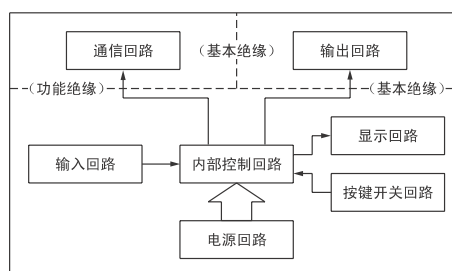 通信回路
（基本绝缘）
输出回路
（功能绝缘）
（基本绝缘）
显示回路
输入回路
内部控制回路
按键开关回路
电源回路